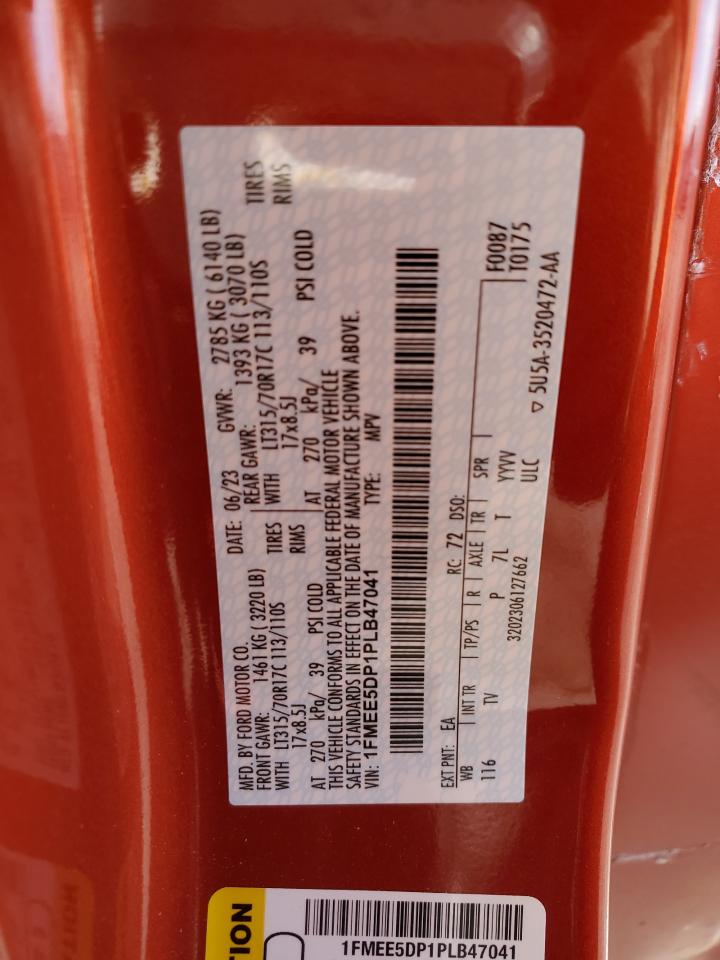 MFD. BY FORD MOTOR CO.
DATE: 06/23 GVWR: 2785 KG ( 6140 LB)
FRONT GAWR: 1461 KG ( 3220 LB) REAR GAWR: 1393 KG ( 3070 LB)
WITH LT315/70R17C 113/110S TIRES WITH LT315/70R17C 113/110S TIRES
17x8.5J RIMS 17x8.5J RIMS
AT 270 kPa/ 39 PSI COLD AT 270 kPa/ 39 PSI COLD
THIS VEHICLE CONFORMS TO ALL APPLICABLE FEDERAL MOTOR VEHICLE
SAFETY STANDARDS IN EFFECT ON THE DATE OF MANUFACTURE SHOWN ABOVE.
VIN: 1FMEE5DP1PLB47041 TYPE: MPV
EXT PNT: EA RC: 72 DSO: F0087
WB INT TR TP/PS R AXLE TR SPR T0175
116 TV P 7L T YYVV
3202306127662 ULC
▽ 5U5A-3520472-AA
TION
1FMEE5DP1PLB47041